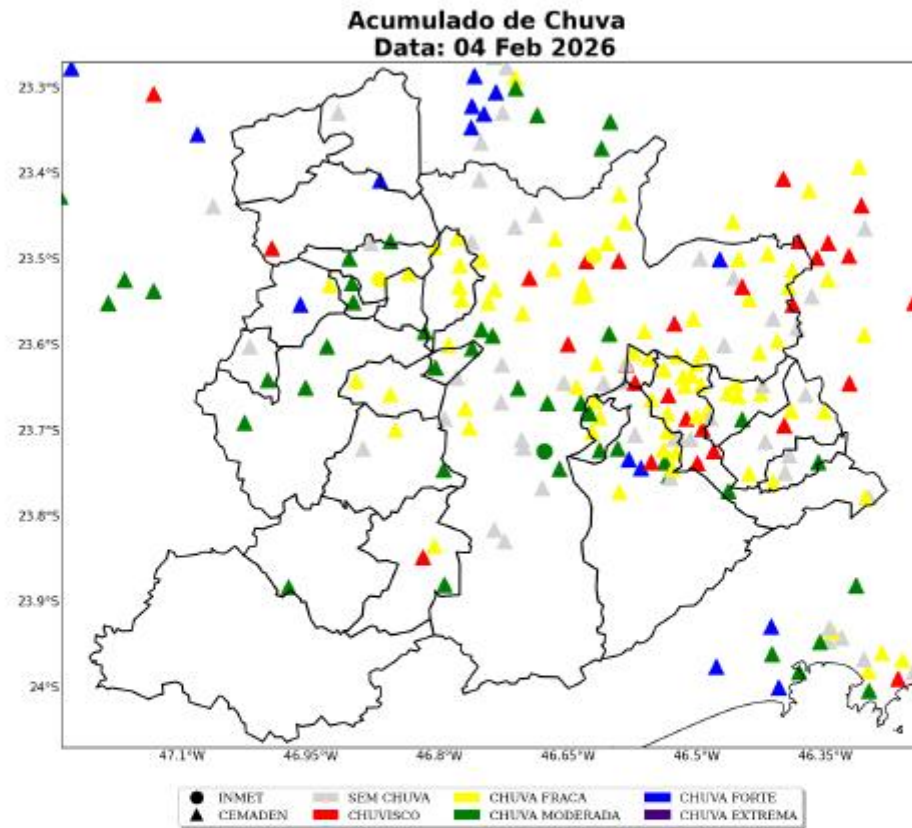 Acumulado de Chuva
Data: 04 Feb 2026
23.3°S
23.4°S
23.5°S
23.6°S
23.7°S
23.8°S
23.9°S
24°S
-6
47.1°W
46.95°W
46.8°W
46.65°W
46.5°W
46.35°W
INMET
SEM CHUVA
CHUVA FRACA
CHUVA FORTE
CEMADEN
CHUVISCO
CHUVA MODERADA
CHUVA EXTREMA